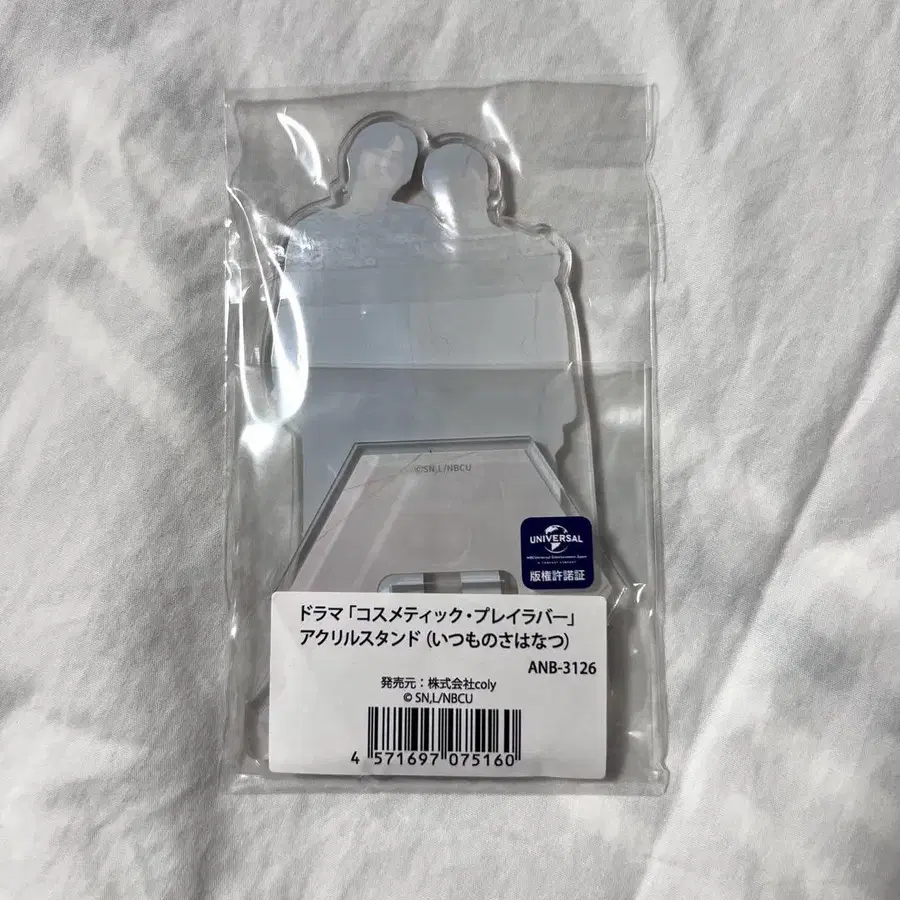 ©SN,L/NBCU
UNIVERSAL
版権許諾証
ドラマ「コスメティック・プレイラバー」
アクリルスタンド（いつものさはなつ）
ANB-3126
発売元：株式会社coly
© SN,L/NBCU
4 571697 075160